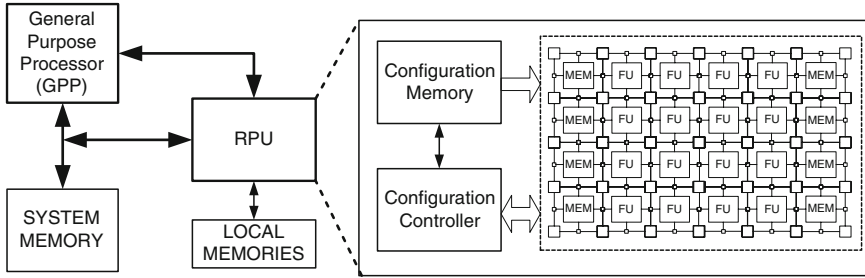 General
Purpose
Processor
(GPP)
RPU
SYSTEM
MEMORY
LOCAL
MEMORIES
Configuration
Memory
Configuration
Controller
MEM FU FU FU FU MEM
MEM FU FU FU FU MEM
MEM FU FU FU FU MEM
MEM FU FU FU FU MEM